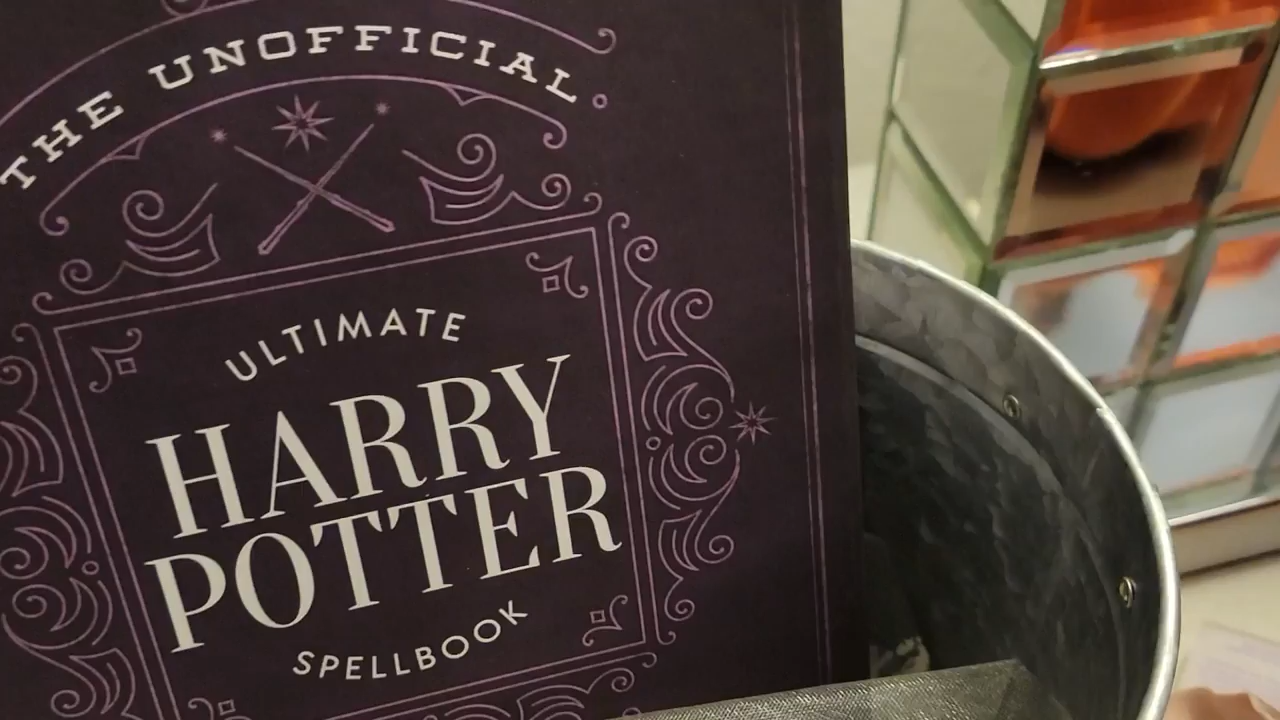 THE UNOFFICIAL
ULTIMATE
HARRY
POTTER
SPELLBOOK